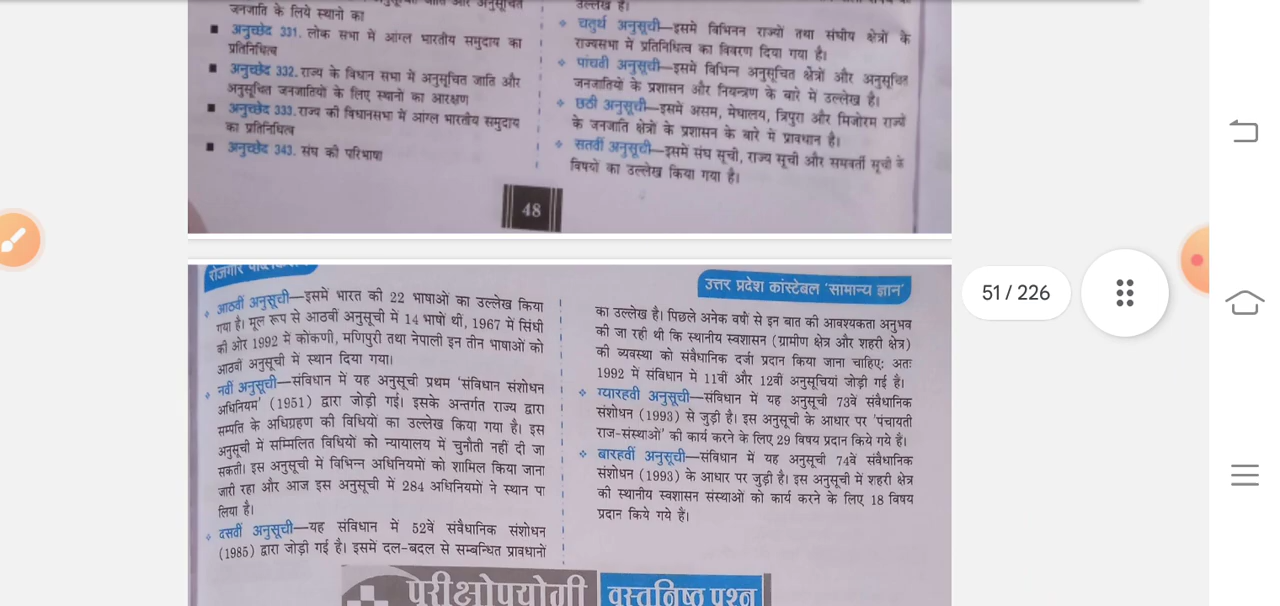 जनजाति के लिये स्थानो का
■ अनुच्छेद 331. लोक सभा में आंग्ल भारतीय समुदाय का
प्रतिनिधित्व
■ अनुच्छेद 332. राज्य के विधान सभा में अनुसूचित जाति और
अनुसूचित जनजातियों के लिए स्थानों का आरक्षण
■ अनुच्छेद 333. राज्य की विधानसभा में आंग्ल भारतीय समुदाय
का प्रतिनिधित्व
■ अनुच्छेद 343. संघ की परिभाषा
उल्लेख है।
❖ चतुर्थ अनुसूची—इसमें विभिनन राज्यों तथा संघीय क्षेत्रों के
राज्यसभा में प्रतिनिधित्व का विवरण दिया गया है।
❖ पांचवी अनुसूची—इसमें विभिन्न अनुसूचित क्षेत्रों और अनुसूचित
जनजातियों के प्रशासन और नियन्त्रण के बारे में उल्लेख है।
❖ छठी अनुसूची—इसमें असम, मेघालय, त्रिपुरा और मिजोरम राज्यों
के जनजाति क्षेत्रों के प्रशासन के बारे में प्रावधान है।
❖ सतवीं अनुसूची—इसमें संघ सूची, राज्य सूची और समवर्ती सूची के
विषयों का उल्लेख किया गया है।
48
रोजगार
उत्तर प्रदेश कांस्टेबल ‘सामान्य ज्ञान’
❖ आठवीं अनुसूची—इसमें भारत की 22 भाषाओं का उल्लेख किया
गया है। मूल रूप से आठवीं अनुसूची में 14 भाषों थीं, 1967 में सिंधी
की ओर 1992 में कोंकणी, मणिपुरी तथा नेपाली इन तीन भाषाओं को
आठवीं अनुसूची में स्थान दिया गया।
❖ नवीं अनुसूची—संविधान में यह अनुसूची प्रथम ‘संविधान संशोधन
अधिनियम’ (1951) द्वारा जोड़ी गई। इसके अन्तर्गत राज्य द्वारा
सम्पत्ति के अधिग्रहण की विधियों का उल्लेख किया गया है। इस
अनुसूची में सम्मिलित विधियों को न्यायालय में चुनौती नहीं दी जा
सकती। इस अनुसूची में विभिन्न अधिनियमों को शामिल किया जाना
जारी रहा और आज इस अनुसूची में 284 अधिनियमों ने स्थान पा
लिया है।
❖ दसवीं अनुसूची—यह संविधान में 52वें संवैधानिक संशोधन
(1985) द्वारा जोड़ी गई है। इसमें दल-बदल से सम्बन्धित प्रावधानों
का उल्लेख है। पिछले अनेक वर्षो से इन बात की आवश्यकता अनुभव
की जा रही थी कि स्थानीय स्वशासन (ग्रामीण क्षेत्र और शहरी क्षेत्र)
की व्यवस्था को संवैधानिक दर्जा प्रदान किया जाना चाहिए; अतः
1992 में संविधान मे 11वीं और 12वीं अनुसूचियां जोड़ी गई है।
❖ ग्यारहवी अनुसूची—संविधान में यह अनुसूची 73वें संवैधानिक
संशोधन (1993) से जुड़ी है। इस अनुसूची के आधार पर ‘पंचायती
राज-संस्थाओं’ की कार्य करने के लिए 29 विषय प्रदान किये गये है।
❖ बारहवीं अनुसूची—संविधान में यह अनुसूची 74वें संवैधानिक
संशोधन (1993) के आधार पर जुड़ी है। इस अनुसूची में शहरी क्षेत्र
की स्थानीय स्वशासन संस्थाओं को कार्य करने के लिए 18 विषय
प्रदान किये गये हैं।
परीक्षोपयोगी वस्तुनिष्ठ प्रश्न
51 / 226